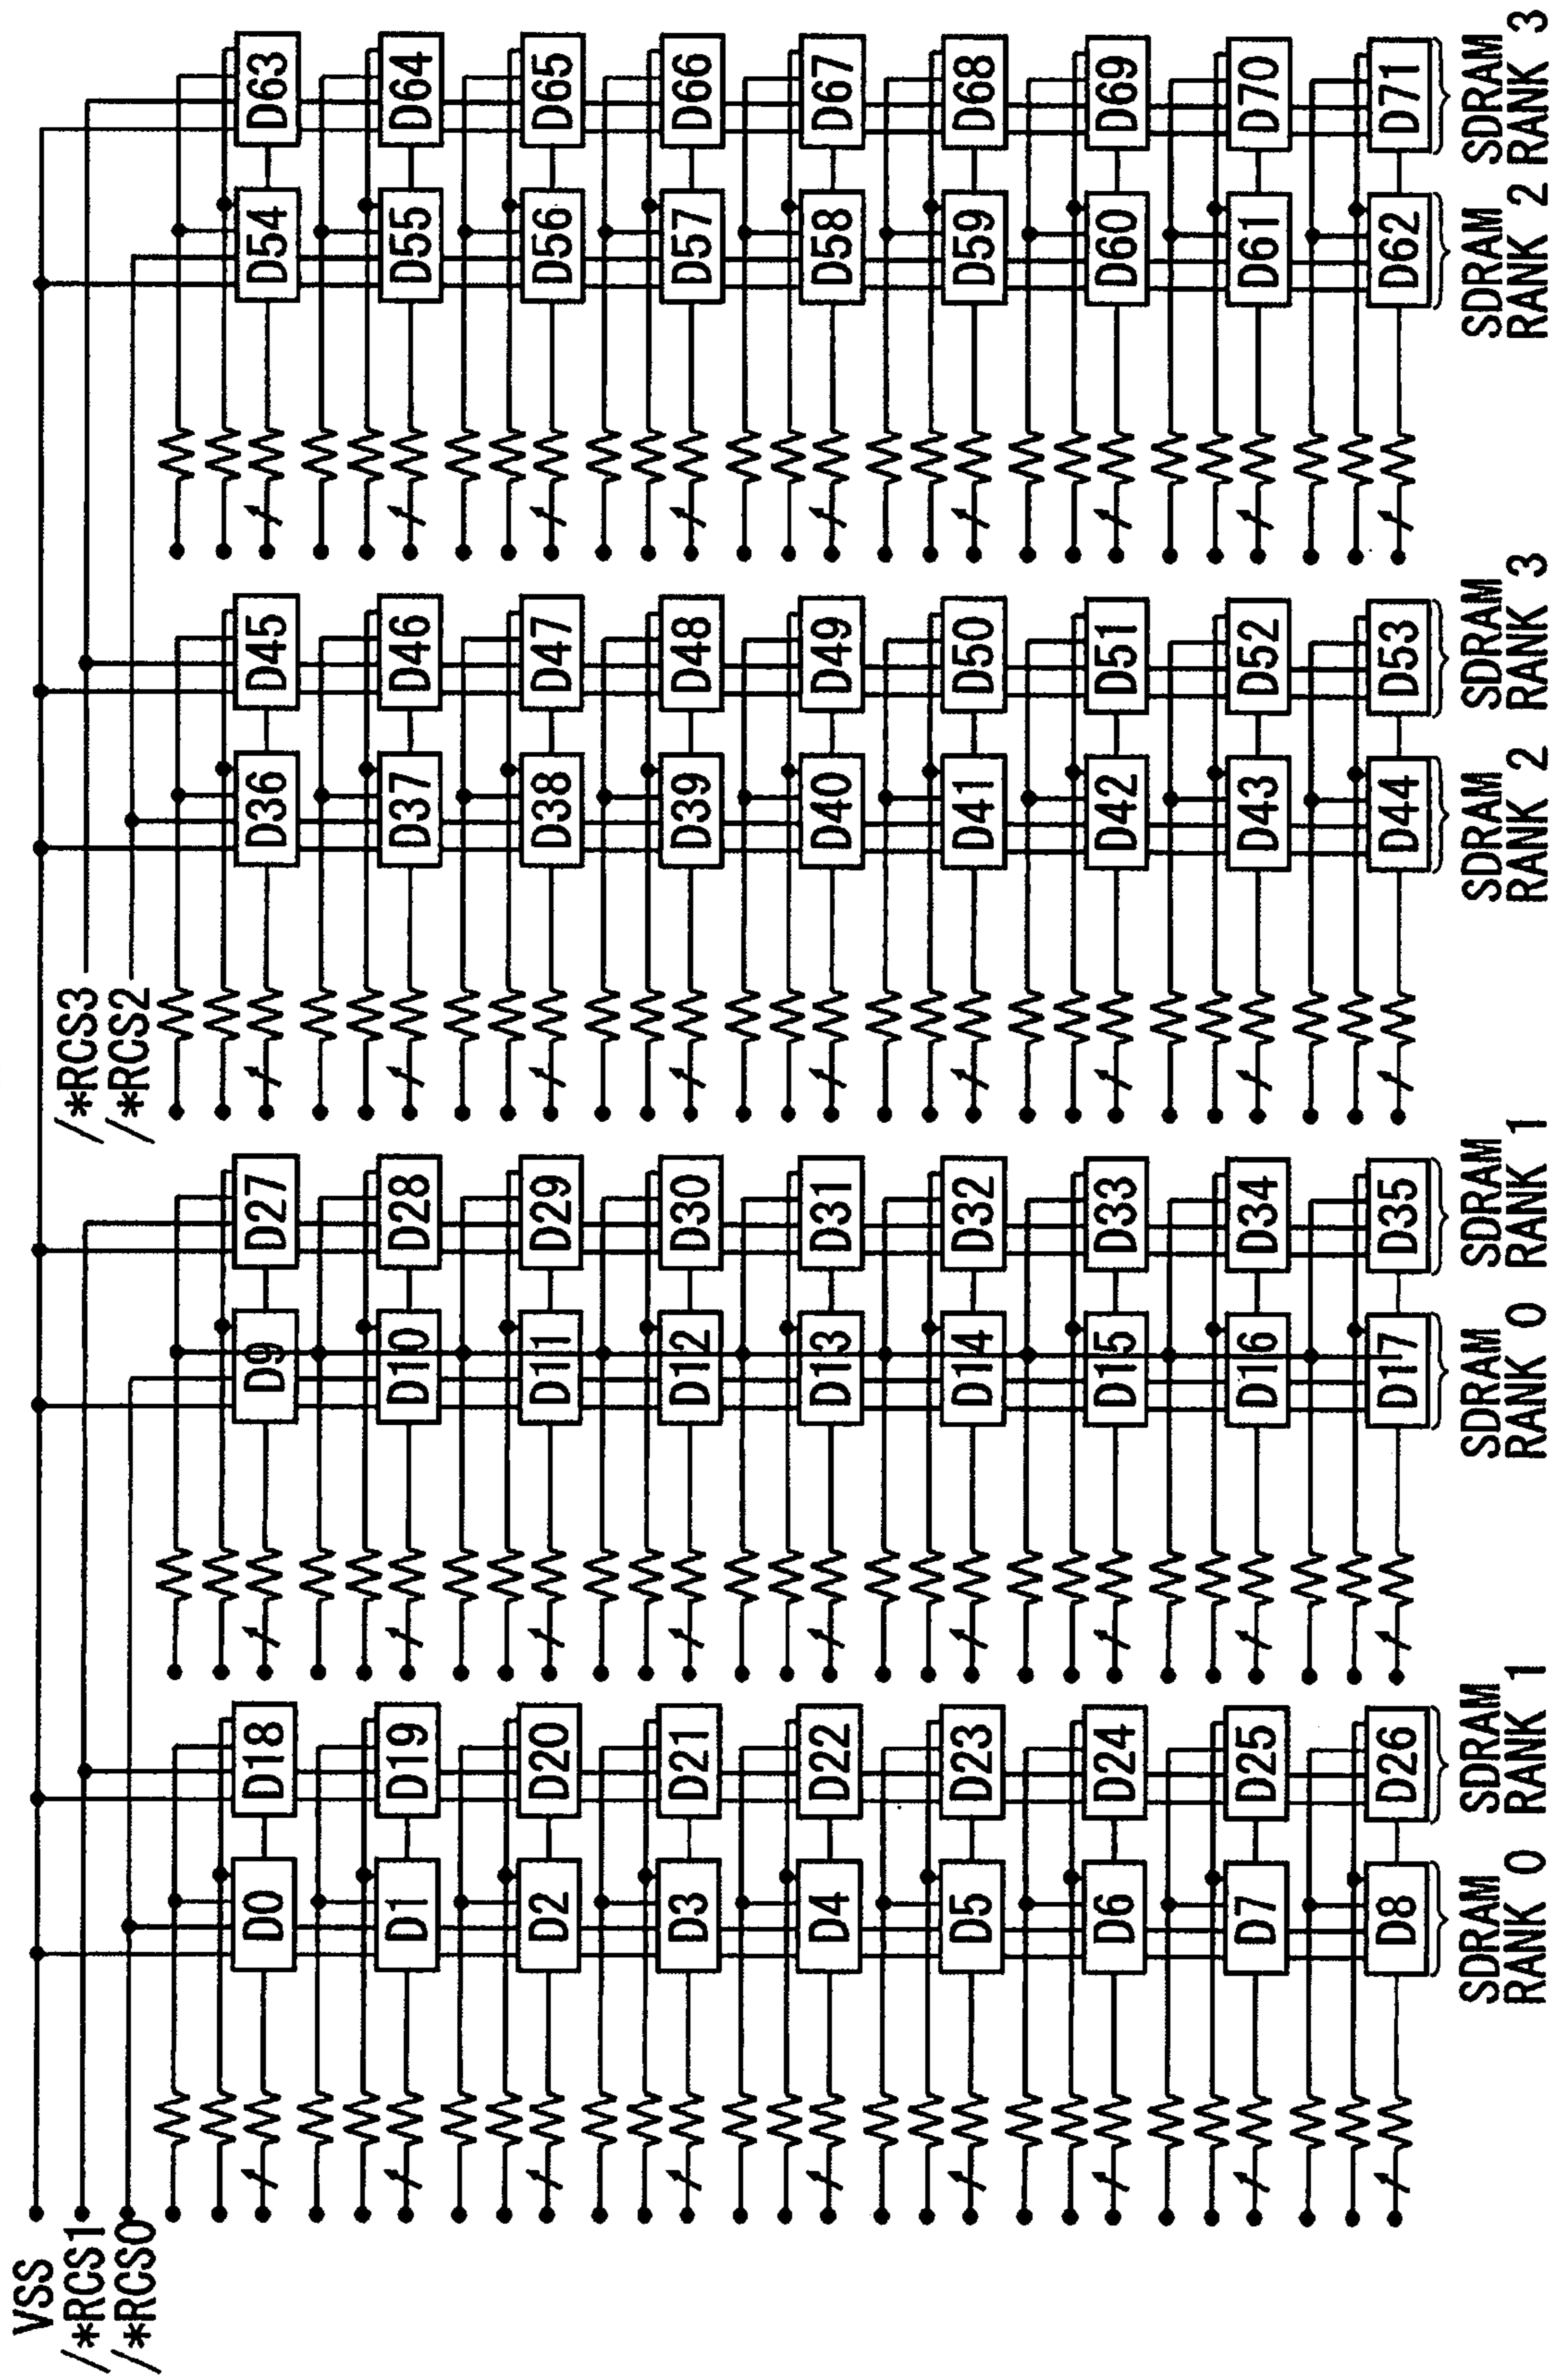 VSS
/*RCS1
/*RCS0
/*RCS3
/*RCS2
D0 D18 D9 D27 D36 D45 D54 D63
D1 D19 D10 D28 D37 D46 D55 D64
D2 D20 D11 D29 D38 D47 D56 D65
D3 D21 D12 D30 D39 D48 D57 D66
D4 D22 D13 D31 D40 D49 D58 D67
D5 D23 D14 D32 D41 D50 D59 D68
D6 D24 D15 D33 D42 D51 D60 D69
D7 D25 D16 D34 D43 D52 D61 D70
D8 D26 D17 D35 D44 D53 D62 D71
SDRAM SDRAM SDRAM SDRAM SDRAM SDRAM SDRAM SDRAM
RANK 0 RANK 1 RANK 0 RANK 1 RANK 2 RANK 3 RANK 2 RANK 3